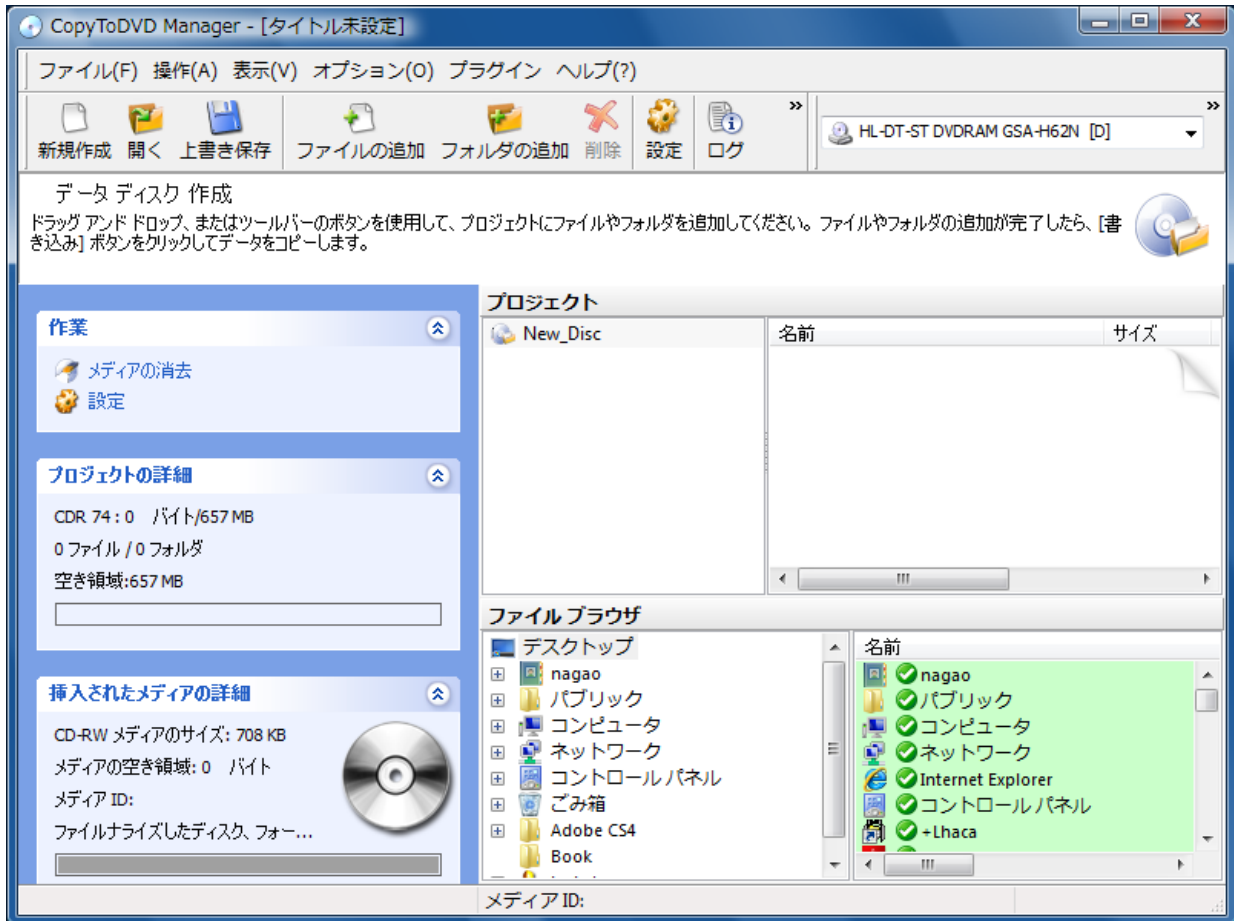 CopyToDVD Manager - [タイトル未設定]
ファイル(F) 操作(A) 表示(V) オプション(O) プラグイン ヘルプ(?)
新規作成 開く 上書き保存 ファイルの追加 フォルダの追加 削除 設定 ログ » HL-DT-ST DVDRAM GSA-H62N [D] »
データ ディスク 作成
ドラッグ アンド ドロップ、またはツールバーのボタンを使用して、プロジェクトにファイルやフォルダを追加してください。ファイルやフォルダの追加が完了したら、[書
き込み] ボタンをクリックしてデータをコピーします。
作業
メディアの消去
設定
プロジェクトの詳細
CDR 74 : 0 バイト/657 MB
0 ファイル / 0 フォルダ
空き領域:657 MB
挿入されたメディアの詳細
CD-RW メディアのサイズ: 708 KB
メディアの空き領域: 0 バイト
メディア ID:
ファイルナライズしたディスク、フォー...
プロジェクト
New_Disc
名前 サイズ
ファイル ブラウザ
デスクトップ
nagao
パブリック
コンピュータ
ネットワーク
コントロール パネル
ごみ箱
Adobe CS4
Book
名前
nagao
パブリック
コンピュータ
ネットワーク
Internet Explorer
コントロール パネル
+Lhaca
メディア ID: